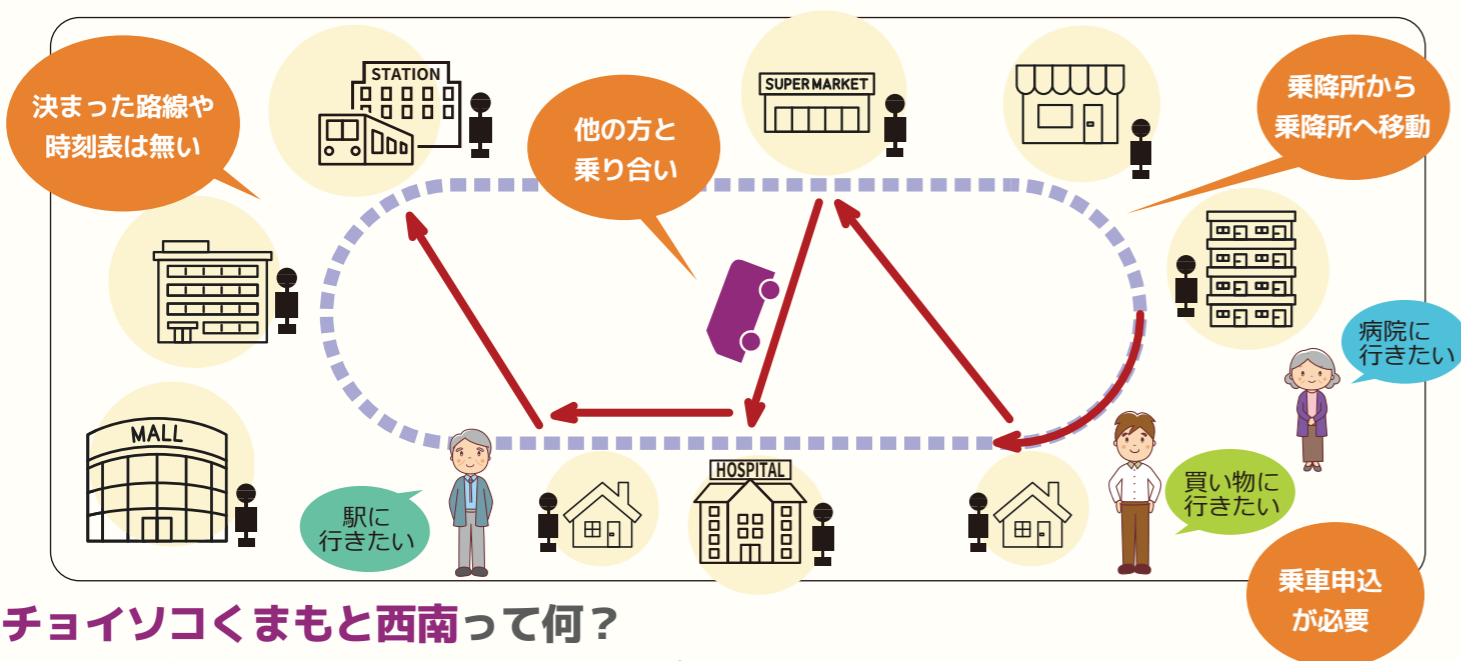 決まった路線や
時刻表は無い
STATION
他の方と
乗り合い
SUPERMARKET
乗降所から
乗降所へ移動
病院に
行きたい
MALL
駅に
行きたい
HOSPITAL
買い物に
行きたい
乗車申込
が必要
チョイソコくまもと西南って何？